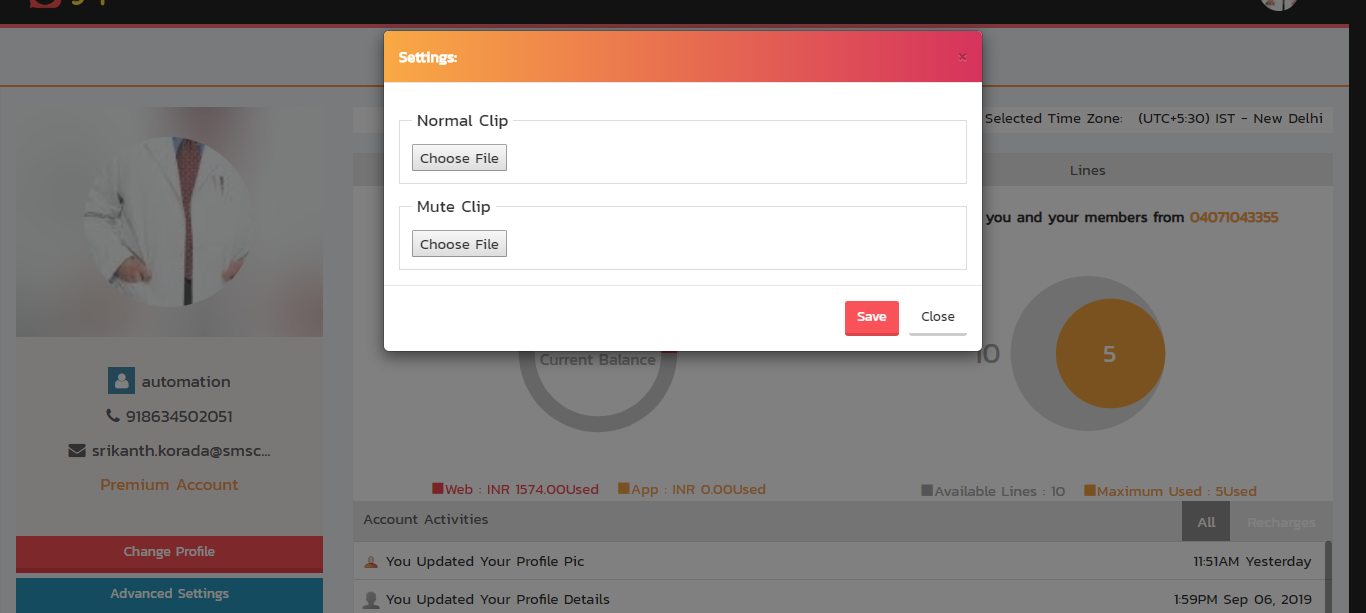 Settings:
×
Normal Clip
Choose File
Mute Clip
Choose File
Save
Close
Selected Time Zone: (UTC+5:30) IST - New Delhi
Lines
you and your members from 04071043355
10
5
Current Balance
Web : INR 1574.00Used
App : INR 0.00Used
Available Lines : 10
Maximum Used : 5Used
automation
918634502051
srikanth.korada@smsc...
Premium Account
Change Profile
Advanced Settings
Account Activities
All
Recharges
You Updated Your Profile Pic
11:51AM Yesterday
You Updated Your Profile Details
1:59PM Sep 06, 2019